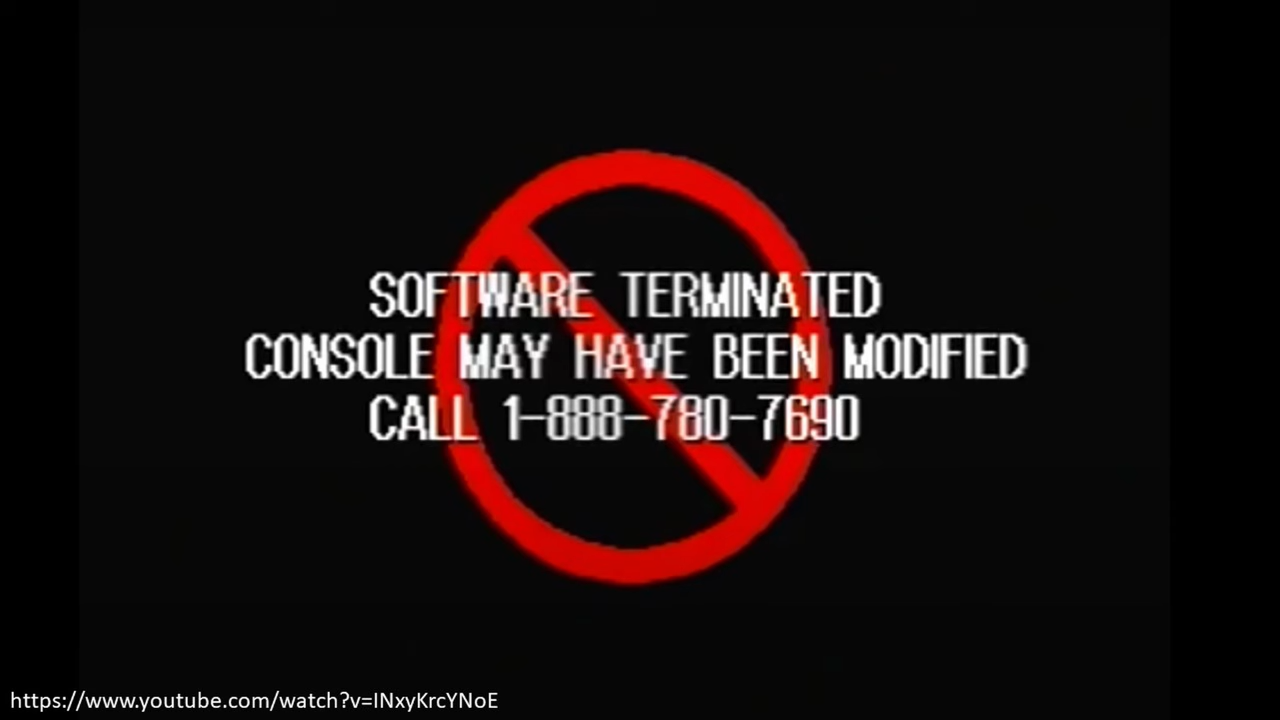 SOFTWARE TERMINATED
CONSOLE MAY HAVE BEEN MODIFIED
CALL 1-888-780-7690
https://www.youtube.com/watch?v=INxyKrcYNoE